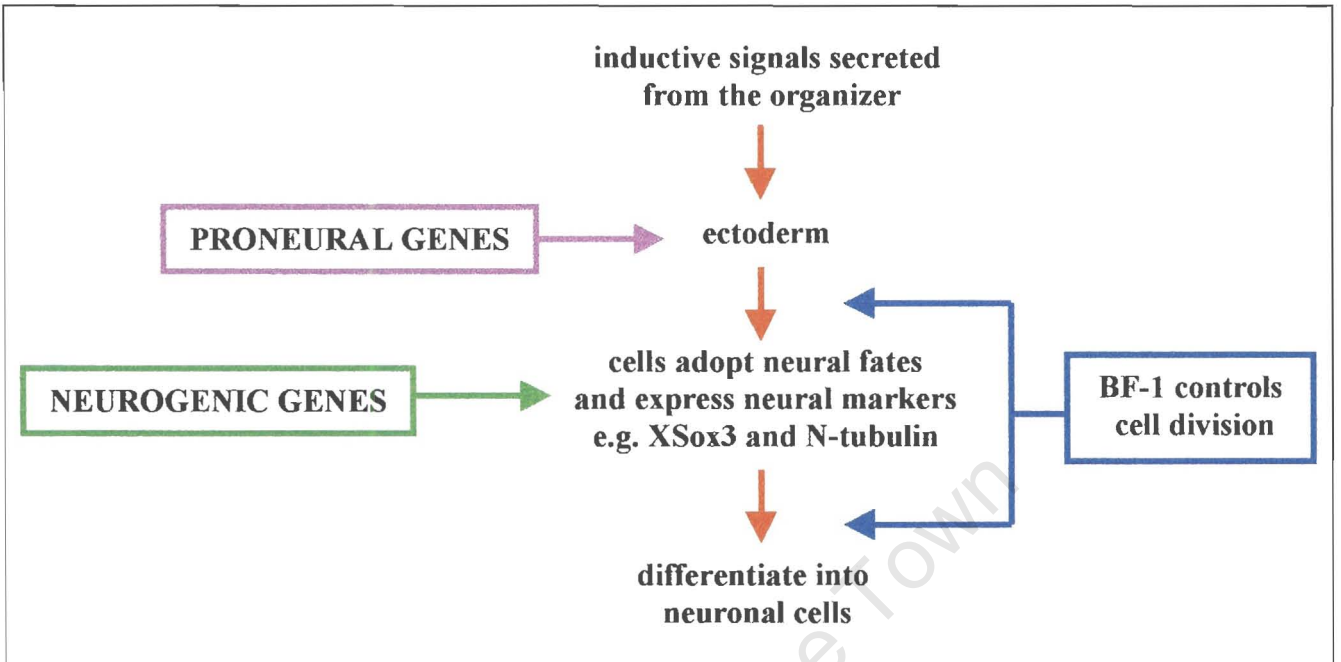 inductive signals secreted
from the organizer
PRONEURAL GENES
ectoderm
cells adopt neural fates
and express neural markers
e.g. XSox3 and N-tubulin
NEUROGENIC GENES
BF-1 controls
cell division
differentiate into
neuronal cells
Town